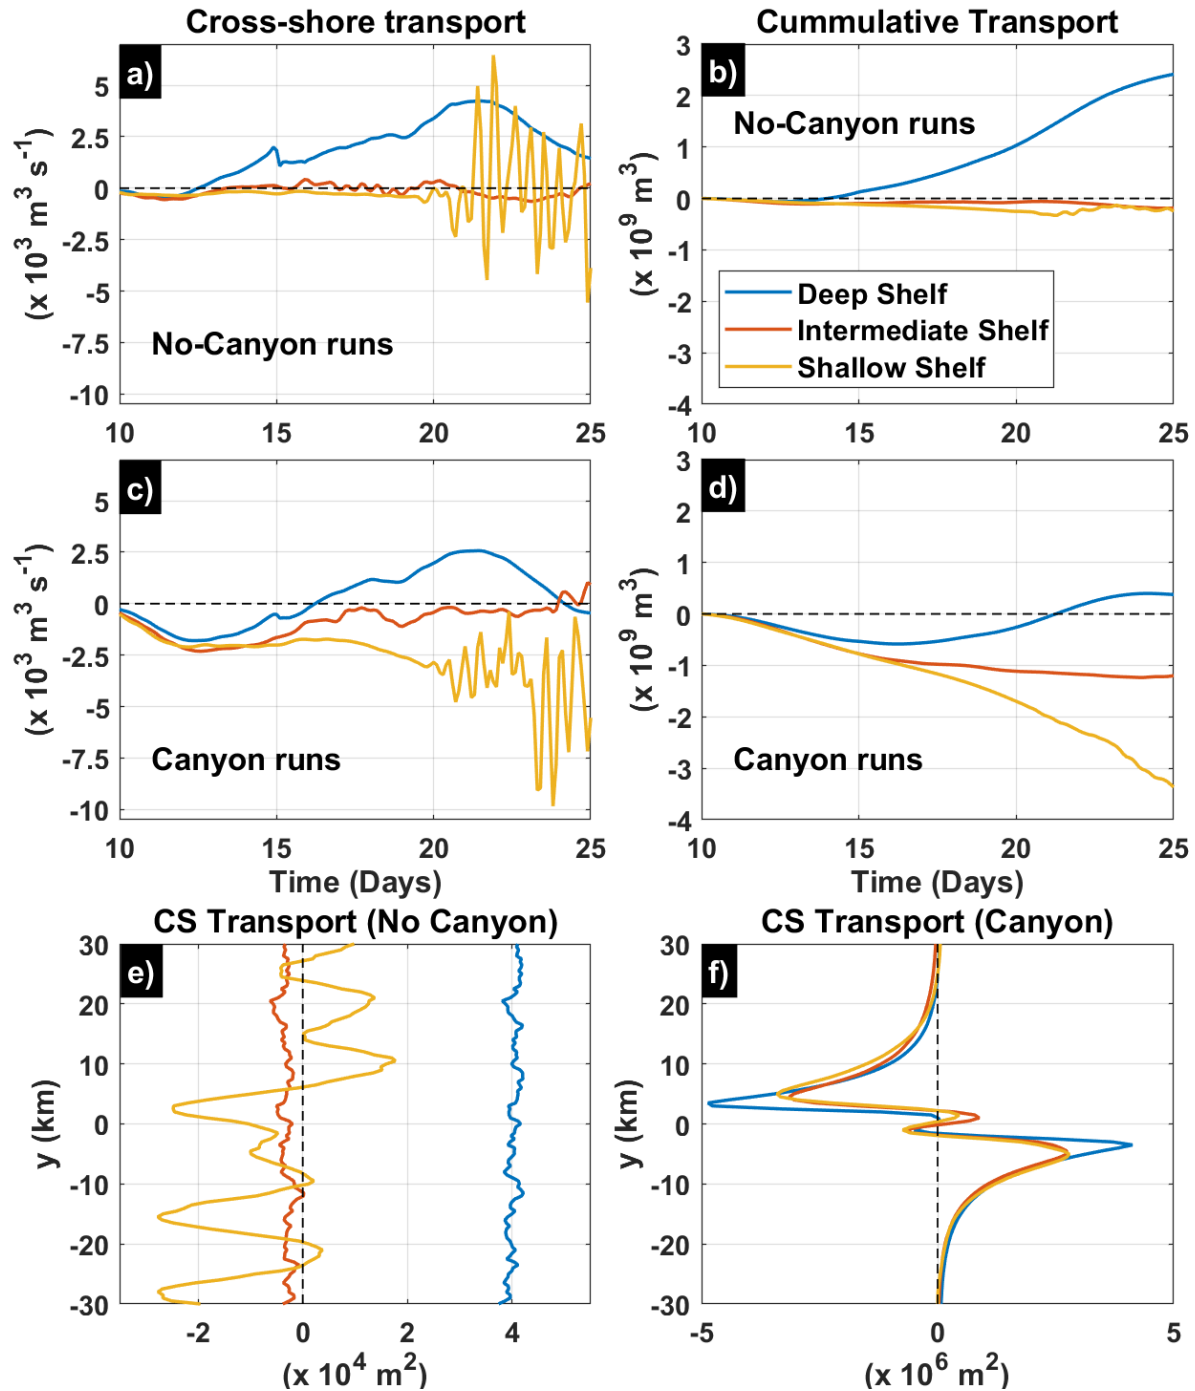 Cross-shore transport
Cummulative Transport
a)
(x 10³ m³ s⁻¹)
5
2.5
0
-2.5
-5
-7.5
-10
No-Canyon runs
10 15 20 25
b)
(x 10⁹ m³)
3
2
1
0
-1
-2
-3
-4
No-Canyon runs
Deep Shelf
Intermediate Shelf
Shallow Shelf
10 15 20 25
c)
(x 10³ m³ s⁻¹)
5
2.5
0
-2.5
-5
-7.5
-10
Canyon runs
10 15 20 25
Time (Days)
d)
(x 10⁹ m³)
3
2
1
0
-1
-2
-3
-4
Canyon runs
10 15 20 25
Time (Days)
CS Transport (No Canyon)
e)
y (km)
30
20
10
0
-10
-20
-30
-2 0 2 4
(x 10⁴ m²)
CS Transport (Canyon)
f)
y (km)
30
20
10
0
-10
-20
-30
-5 0 5
(x 10⁶ m²)